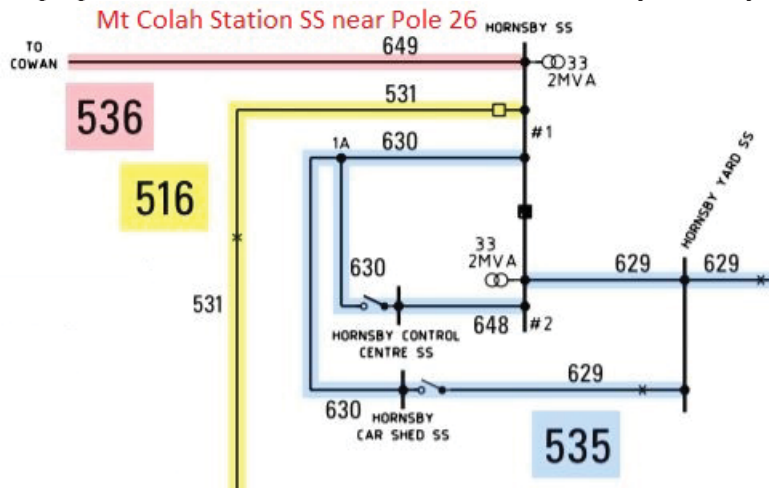 Mt Colah Station SS near Pole 26
HORNSBY SS
TO
COWAN
649
33
2MVA
536
531
#1
1A
630
516
HORNSBY YARD SS
33
2MVA
629
629
630
531
648
#2
HORNSBY CONTROL
CENTRE SS
629
630
HORNSBY
CAR SHED SS
535